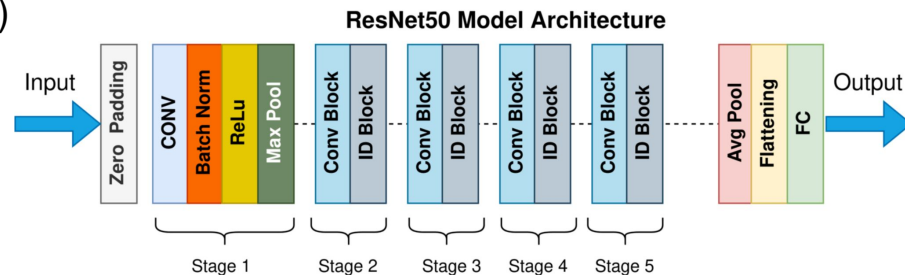 )
ResNet50 Model Architecture
Input
Zero Padding
CONV
Batch Norm
ReLu
Max Pool
Conv Block
ID Block
Conv Block
ID Block
Conv Block
ID Block
Conv Block
ID Block
Avg Pool
Flattening
FC
Output
Stage 1
Stage 2
Stage 3
Stage 4
Stage 5